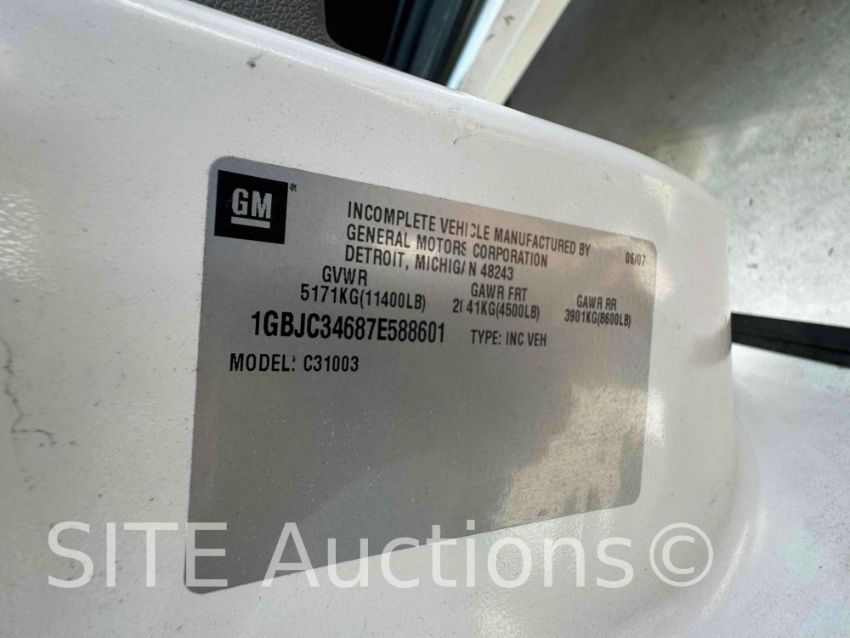 GM®
INCOMPLETE VEHICLE MANUFACTURED BY
GENERAL MOTORS CORPORATION 06/07
DETROIT, MICHIGAN 48243
GVWR GAWR FRT GAWR RR
5171KG(11400LB) 2041KG(4500LB) 3901KG(8600LB)
1GBJC34687E588601 TYPE: INC VEH
MODEL: C31003
SITE Auctions©